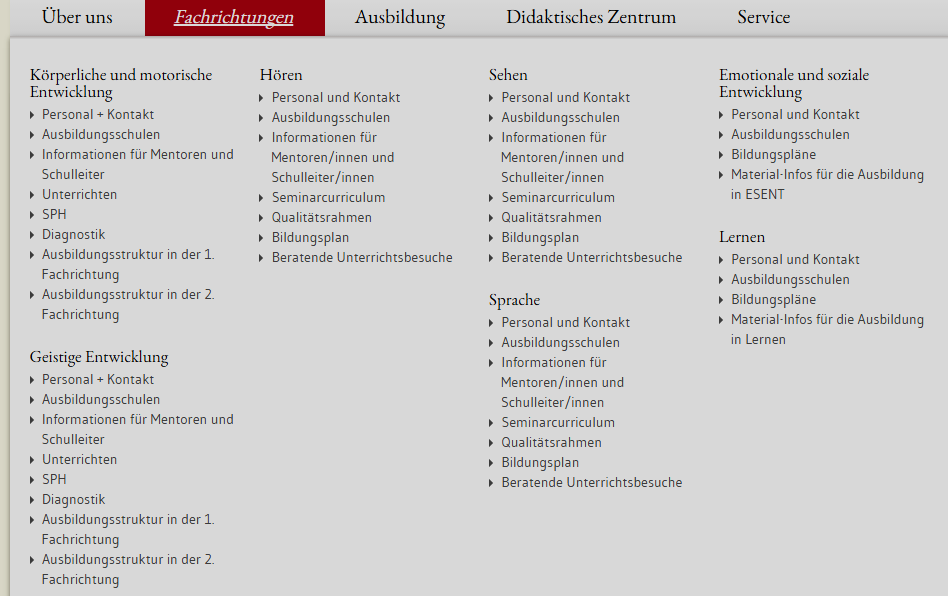 Über uns
Fachrichtungen
Ausbildung
Didaktisches Zentrum
Service
Körperliche und motorische
Entwicklung
Personal + Kontakt
Ausbildungsschulen
Informationen für Mentoren und
Schulleiter
Unterrichten
SPH
Diagnostik
Ausbildungsstruktur in der 1.
Fachrichtung
Ausbildungsstruktur in der 2.
Fachrichtung
Geistige Entwicklung
Personal + Kontakt
Ausbildungsschulen
Informationen für Mentoren und
Schulleiter
Unterrichten
SPH
Diagnostik
Ausbildungsstruktur in der 1.
Fachrichtung
Ausbildungsstruktur in der 2.
Fachrichtung
Hören
Personal und Kontakt
Ausbildungsschulen
Informationen für
Mentoren/innen und
Schulleiter/innen
Seminarcurriculum
Qualitätsrahmen
Bildungsplan
Beratende Unterrichtsbesuche
Sehen
Personal und Kontakt
Ausbildungsschulen
Informationen für
Mentoren/innen und
Schulleiter/innen
Seminarcurriculum
Qualitätsrahmen
Bildungsplan
Beratende Unterrichtsbesuche
Sprache
Personal und Kontakt
Ausbildungsschulen
Informationen für
Mentoren/innen und
Schulleiter/innen
Seminarcurriculum
Qualitätsrahmen
Bildungsplan
Beratende Unterrichtsbesuche
Emotionale und soziale
Entwicklung
Personal und Kontakt
Ausbildungsschulen
Bildungspläne
Material-Infos für die Ausbildung
in ESENT
Lernen
Personal und Kontakt
Ausbildungsschulen
Bildungspläne
Material-Infos für die Ausbildung
in Lernen